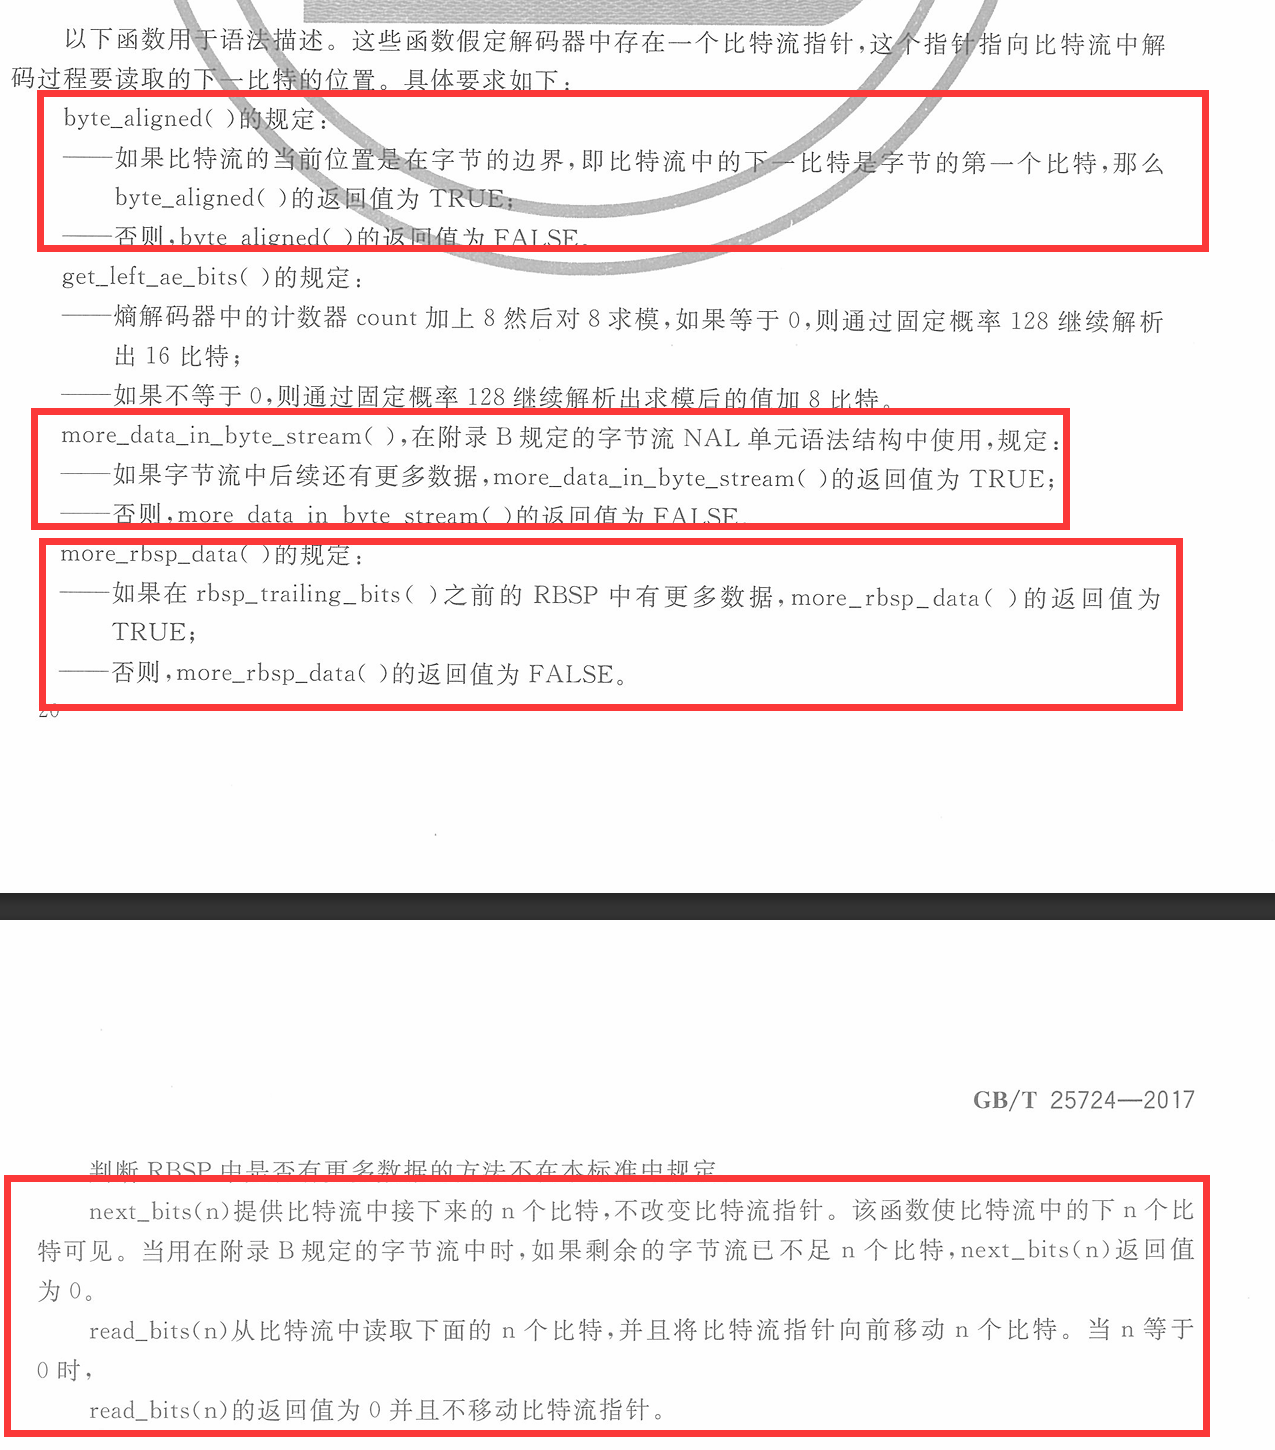 以下函数用于语法描述。这些函数假定解码器中存在一个比特流指针,这个指针指向比特流中解
码过程要读取的下一比特的位置。具体要求如下:
byte_aligned( )的规定:
——如果比特流的当前位置是在字节的边界,即比特流中的下一比特是字节的第一个比特,那么
byte_aligned( )的返回值为 TRUE;
——否则,byte_aligned( )的返回值为 FALSE。
get_left_ae_bits( )的规定:
——熵解码器中的计数器 count 加上 8 然后对 8 求模,如果等于 0,则通过固定概率 128 继续解析
出 16 比特;
——如果不等于 0,则通过固定概率 128 继续解析出求模后的值加 8 比特。
more_data_in_byte_stream( ),在附录 B 规定的字节流 NAL 单元语法结构中使用,规定:
——如果字节流中后续还有更多数据,more_data_in_byte_stream( )的返回值为 TRUE;
——否则,more_data_in_byte_stream( )的返回值为 FALSE。
more_rbsp_data( )的规定:
——如果在 rbsp_trailing_bits( )之前的 RBSP 中有更多数据,more_rbsp_data( )的返回值为
TRUE;
——否则,more_rbsp_data( )的返回值为 FALSE。
20
GB/T 25724—2017
判断 RBSP 中是否有更多数据的方法不在本标准中规定
next_bits(n)提供比特流中接下来的 n 个比特,不改变比特流指针。该函数使比特流中的下 n 个比
特可见。当用在附录 B 规定的字节流中时,如果剩余的字节流已不足 n 个比特,next_bits(n)返回值
为 0。
read_bits(n)从比特流中读取下面的 n 个比特,并且将比特流指针向前移动 n 个比特。当 n 等于
0 时,
read_bits(n)的返回值为 0 并且不移动比特流指针。